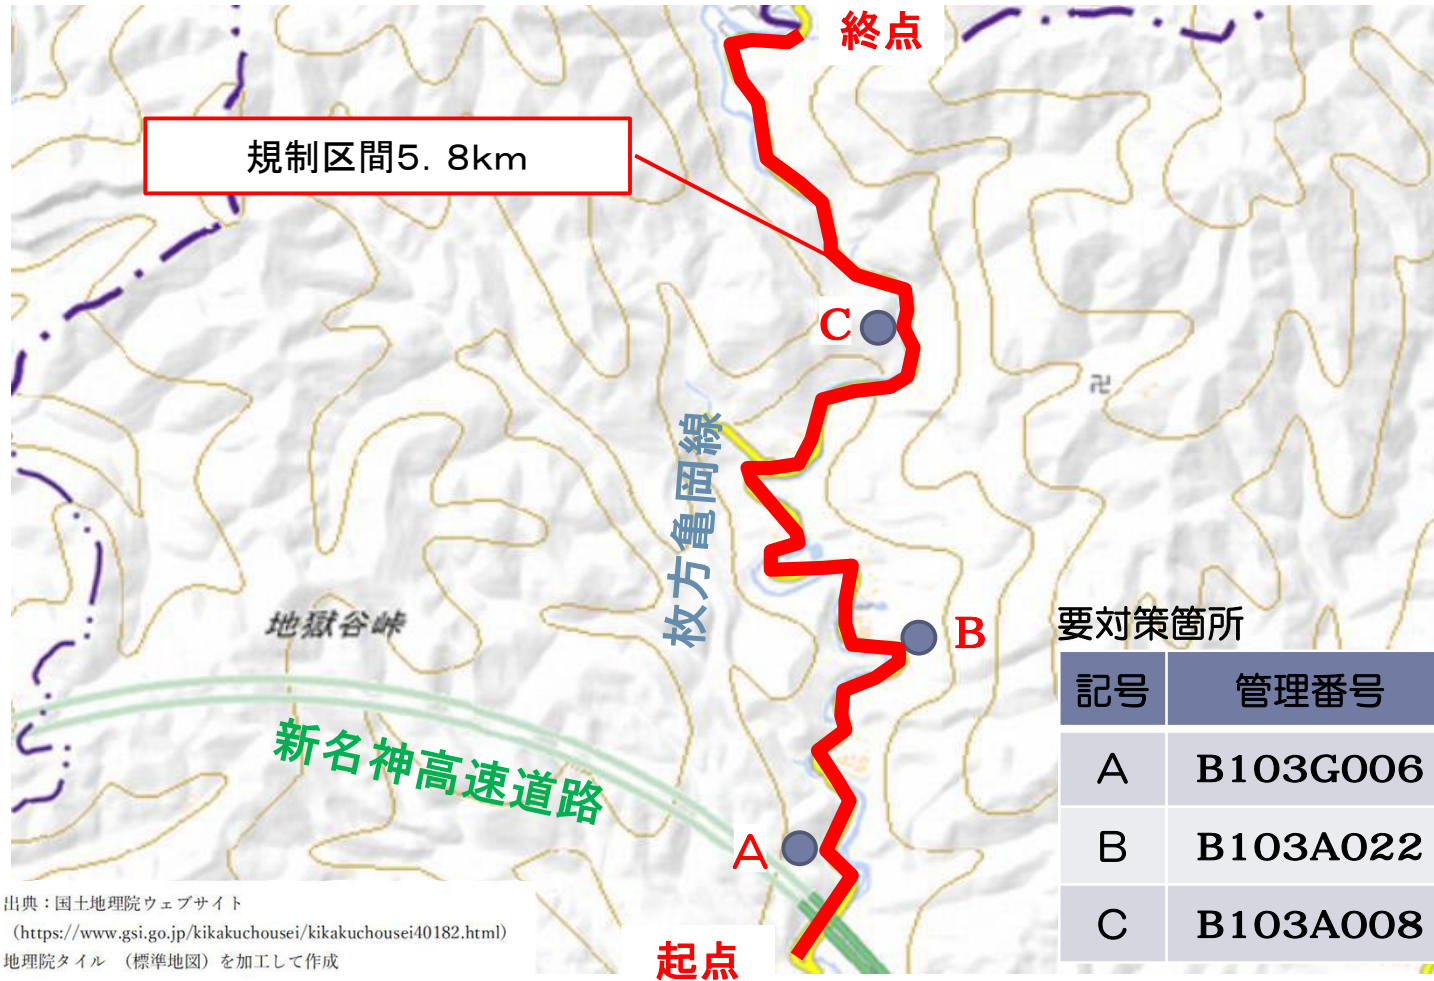 終点
規制区間5.8km
C
枚方亀岡線
地獄谷峠
B
新名神高速道路
A
起点
要対策箇所
記号 管理番号
A B103G006
B B103A022
C B103A008
出典：国土地理院ウェブサイト
（https://www.gsi.go.jp/kikakuchousei/kikakuchousei40182.html）
地理院タイル （標準地図）を加工して作成